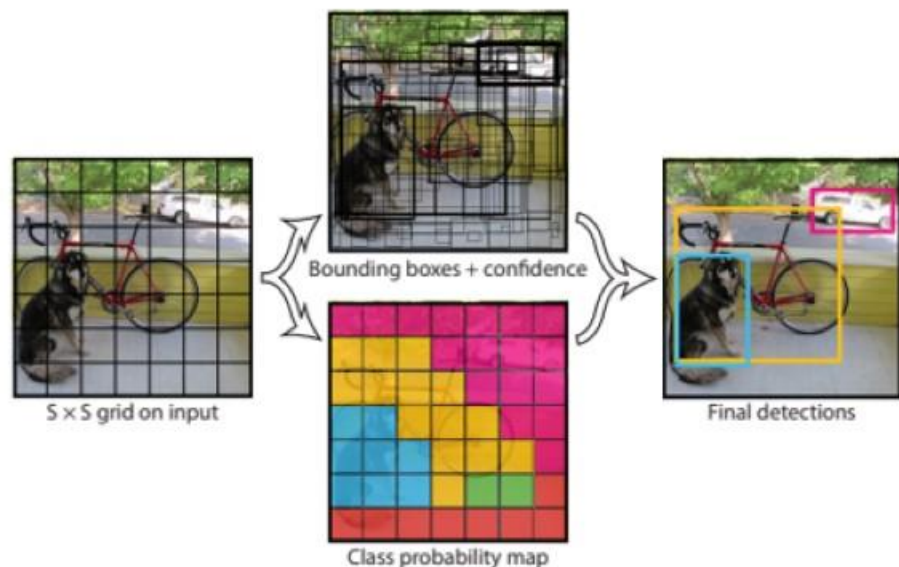 Bounding boxes + confidence
S × S grid on input
Final detections
Class probability map